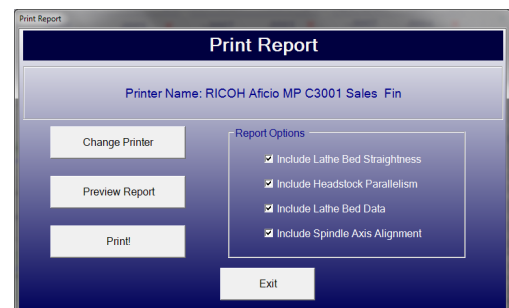 Print Report
Print Report
Printer Name: RICOH Aficio MP C3001 Sales  Fin
Change Printer
Preview Report
Print!
Report Options
Include Lathe Bed Straightness
Include Headstock Parallelism
Include Lathe Bed Data
Include Spindle Axis Alignment
Exit